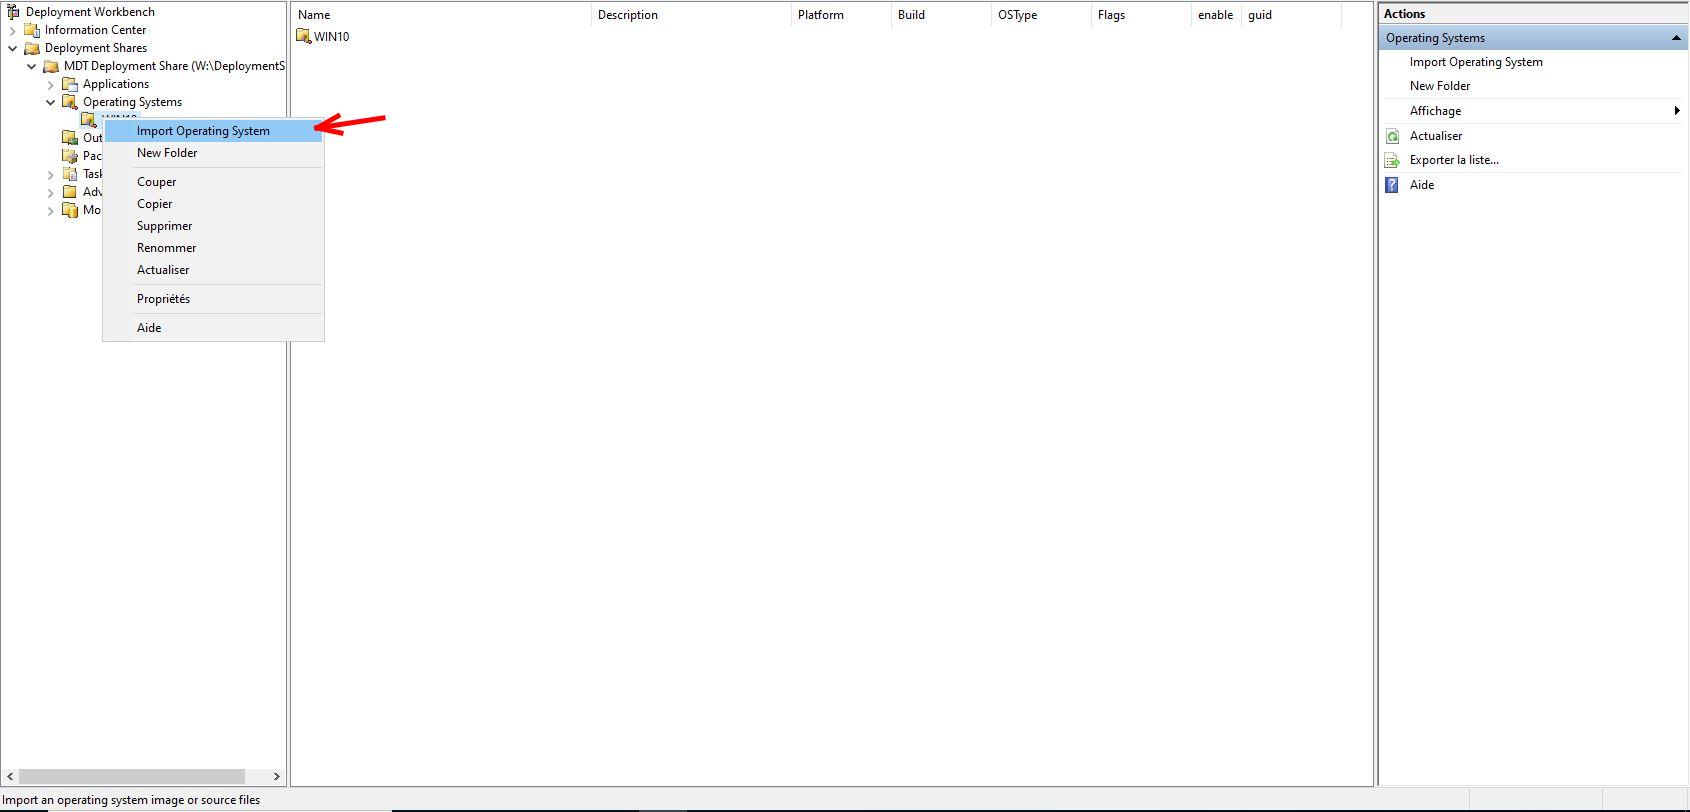 Deployment Workbench
Information Center
Deployment Shares
MDT Deployment Share (W:\DeploymentS
Applications
Operating Systems
Out
Pac
Task
Adv
Mo
Import Operating System
New Folder
Couper
Copier
Supprimer
Renommer
Actualiser
Propriétés
Aide
Name Description Platform Build OSType Flags enable guid
WIN10
Actions
Operating Systems
Import Operating System
New Folder
Affichage
Actualiser
Exporter la liste...
Aide
Import an operating system image or source files